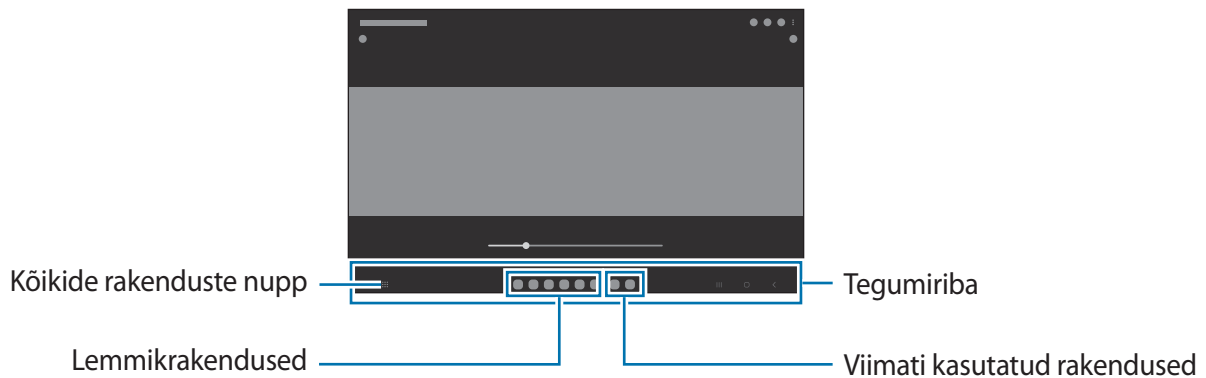 Kõikide rakenduste nupp
Tegumiriba
Lemmikrakendused
Viimati kasutatud rakendused